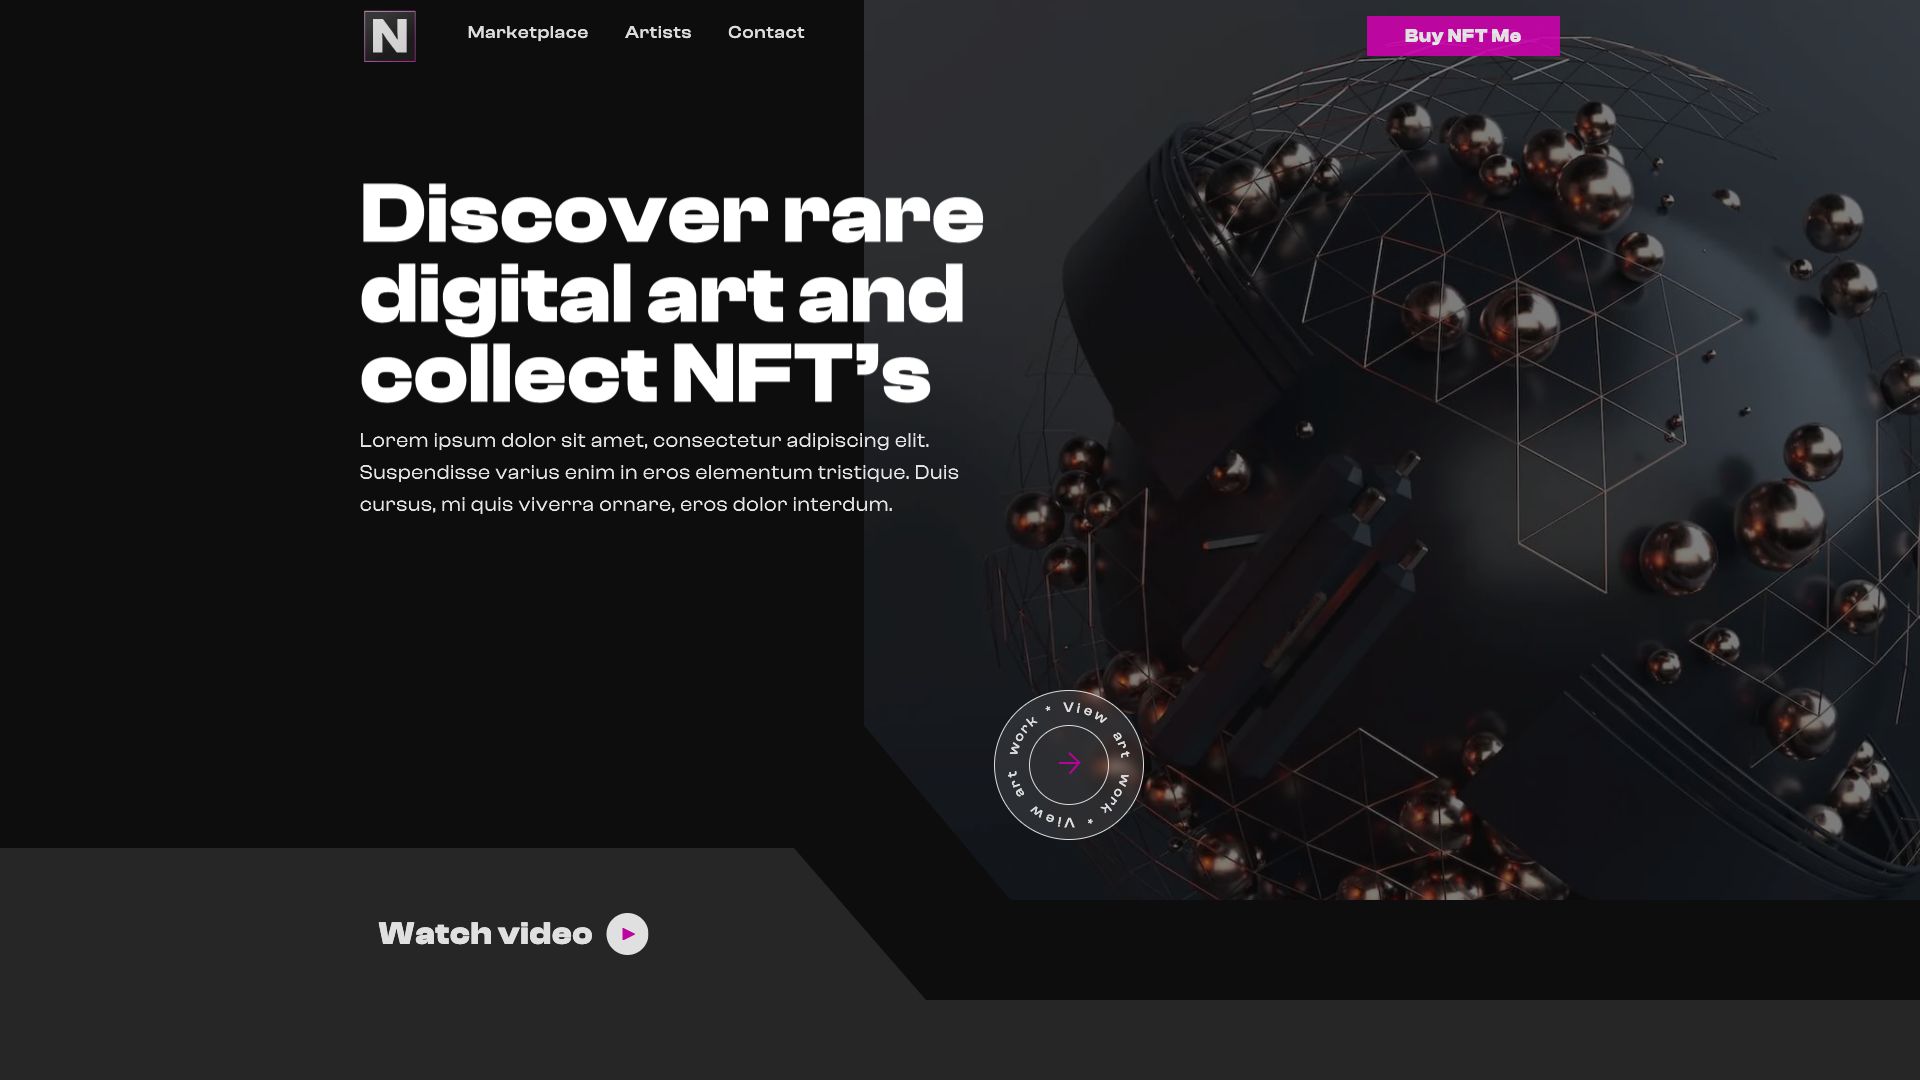 N
Marketplace
Artists
Contact
Buy NFT Me
Discover rare
digital art and
collect NFT’s
Lorem ipsum dolor sit amet, consectetur adipiscing elit.
Suspendisse varius enim in eros elementum tristique. Duis
cursus, mi quis viverra ornare, eros dolor interdum.
View art work * View art work *
Watch video